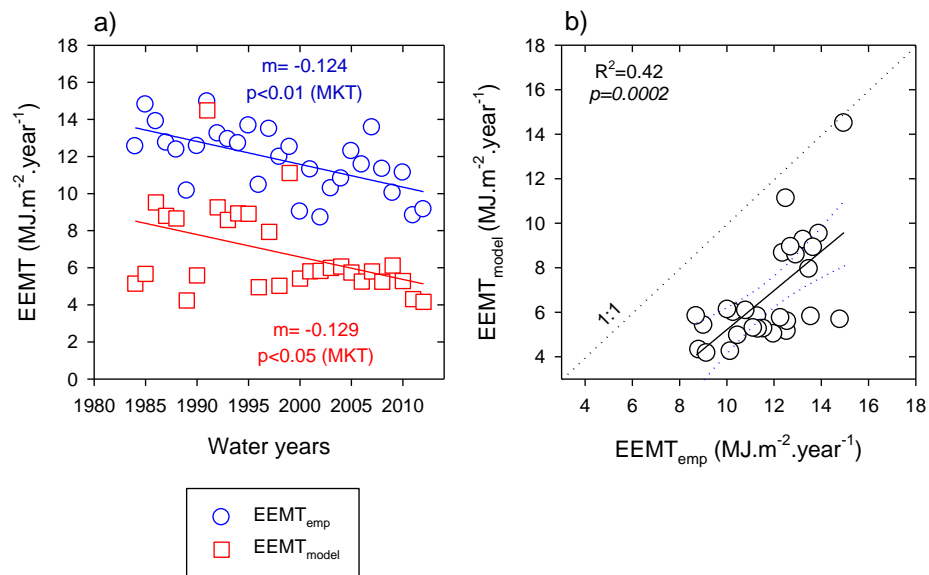 a)
18
16
14
12
10
8
6
4
2
0
EEMT (MJ.m-2.year-1)
m= -0.124
p<0.01 (MKT)
m= -0.129
p<0.05 (MKT)
1980 1985 1990 1995 2000 2005 2010
Water years
EEMTemp
EEMTmodel
b)
18
16
14
12
10
8
6
4
EEMTmodel (MJ.m-2.year-1)
R2=0.42
p=0.0002
1:1
4 6 8 10 12 14 16 18
EEMTemp (MJ.m-2.year-1)